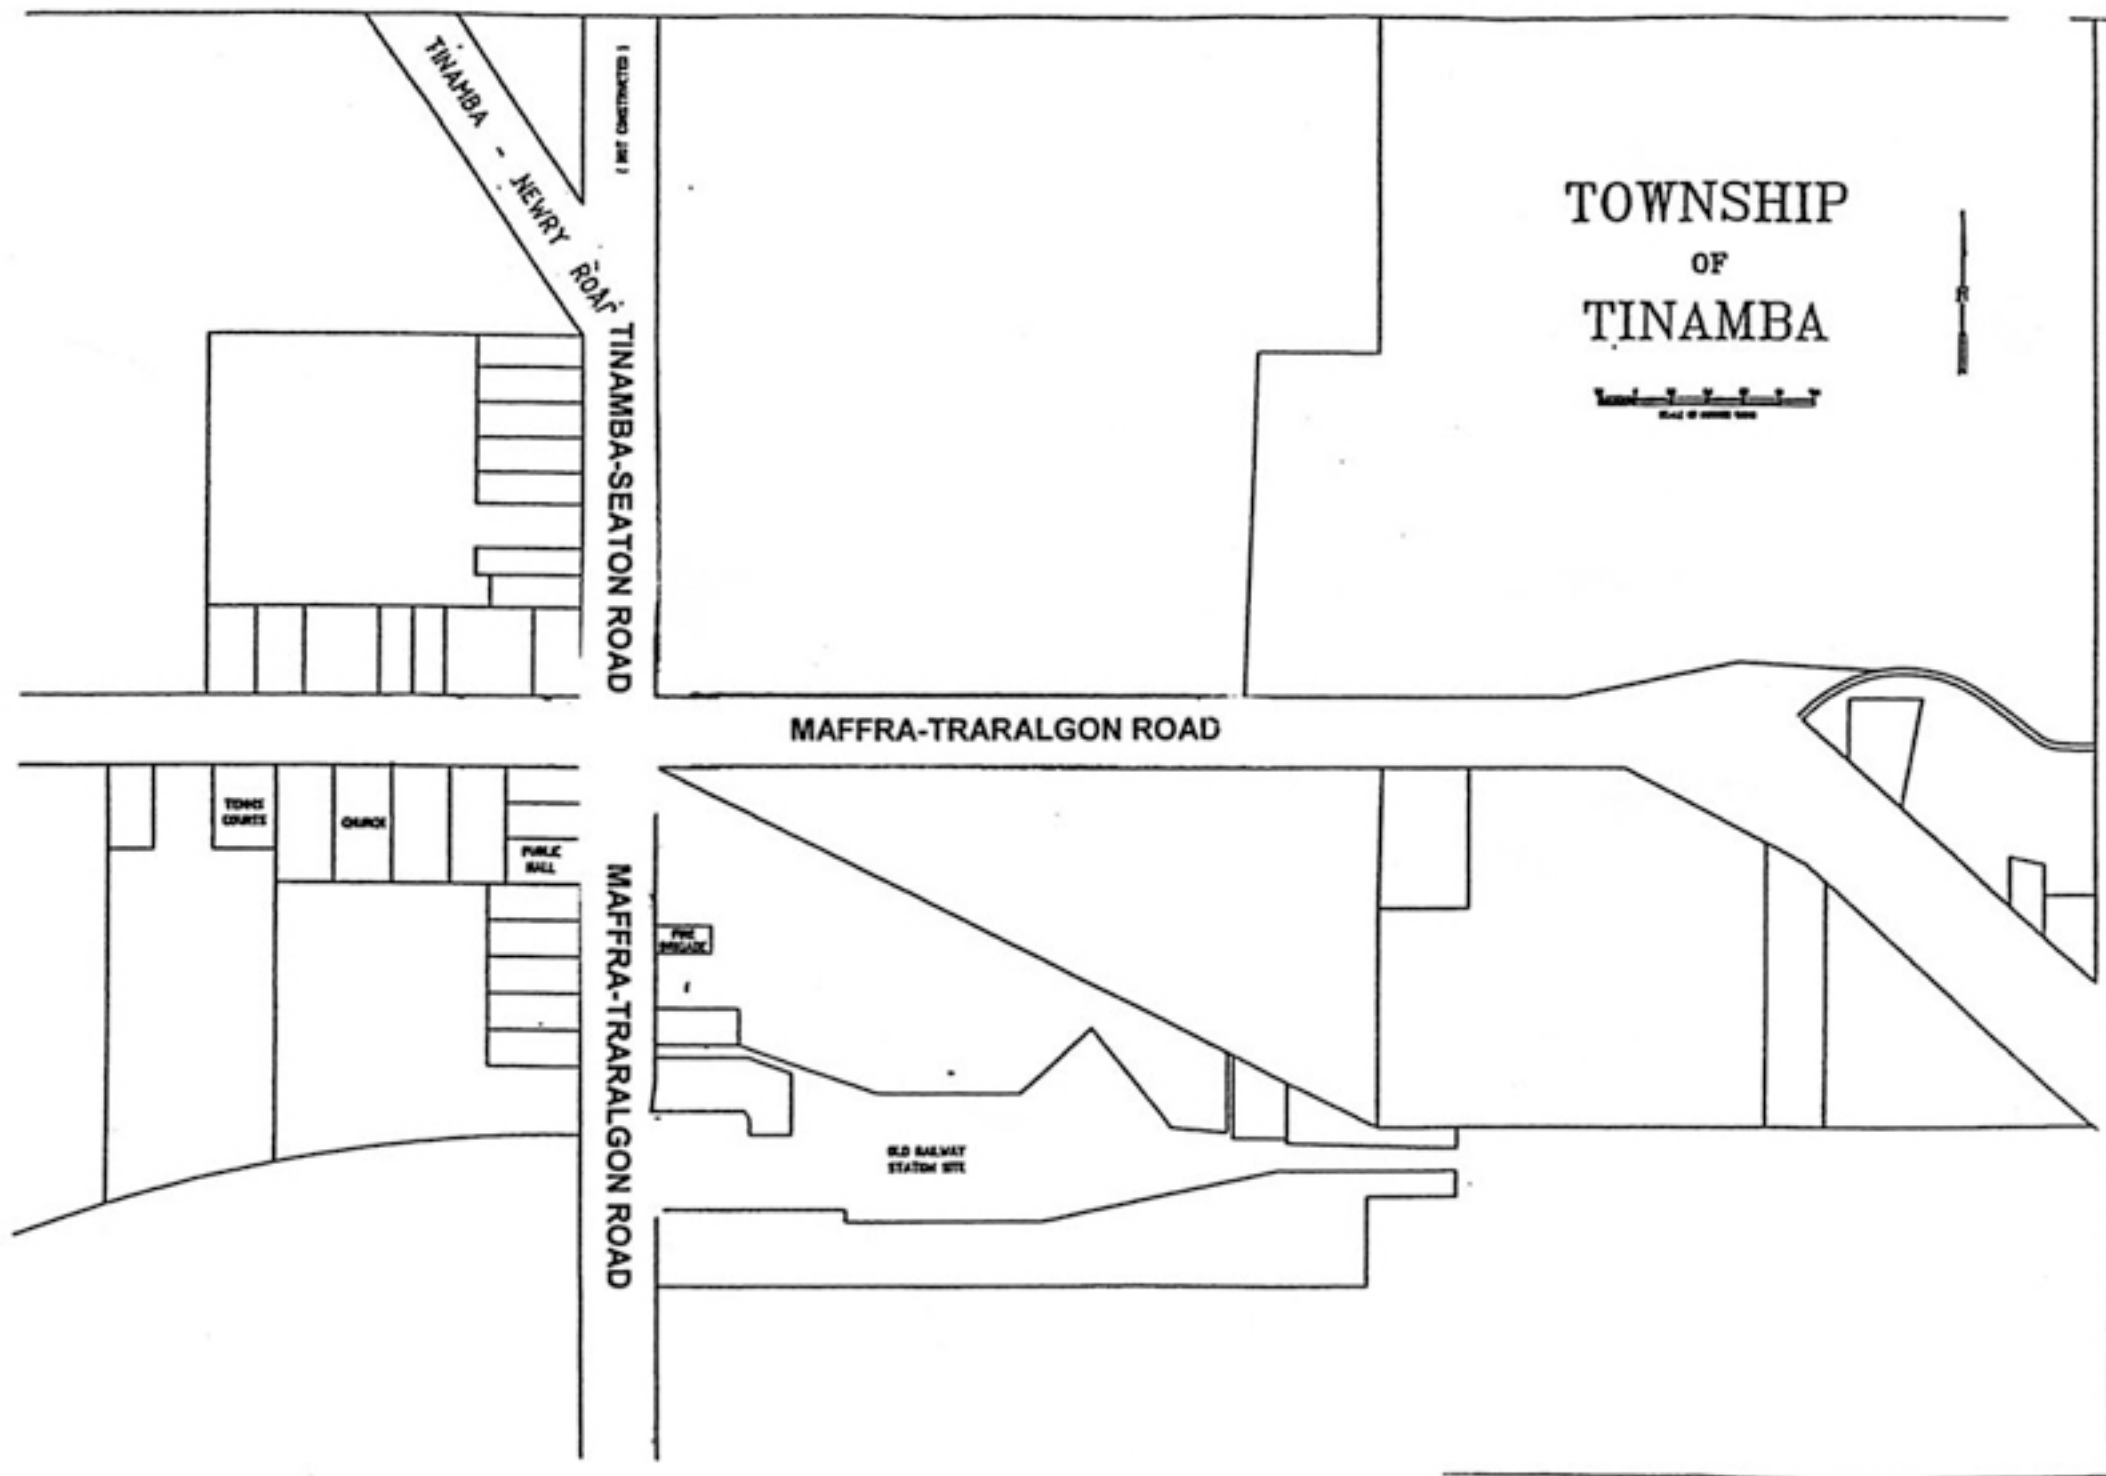 TINAMBA - NEWRY ROAD
( NOT CONSTRUCTED )
TOWNSHIP
OF
TINAMBA
TINAMBA-SEATON ROAD
MAFFRA-TRARALGON ROAD
TENNIS
COURTS
CHURCH
PUBLIC
HALL
MAFFRA-TRARALGON ROAD
FIRE
BRIGADE
OLD RAILWAY
STATION SITE